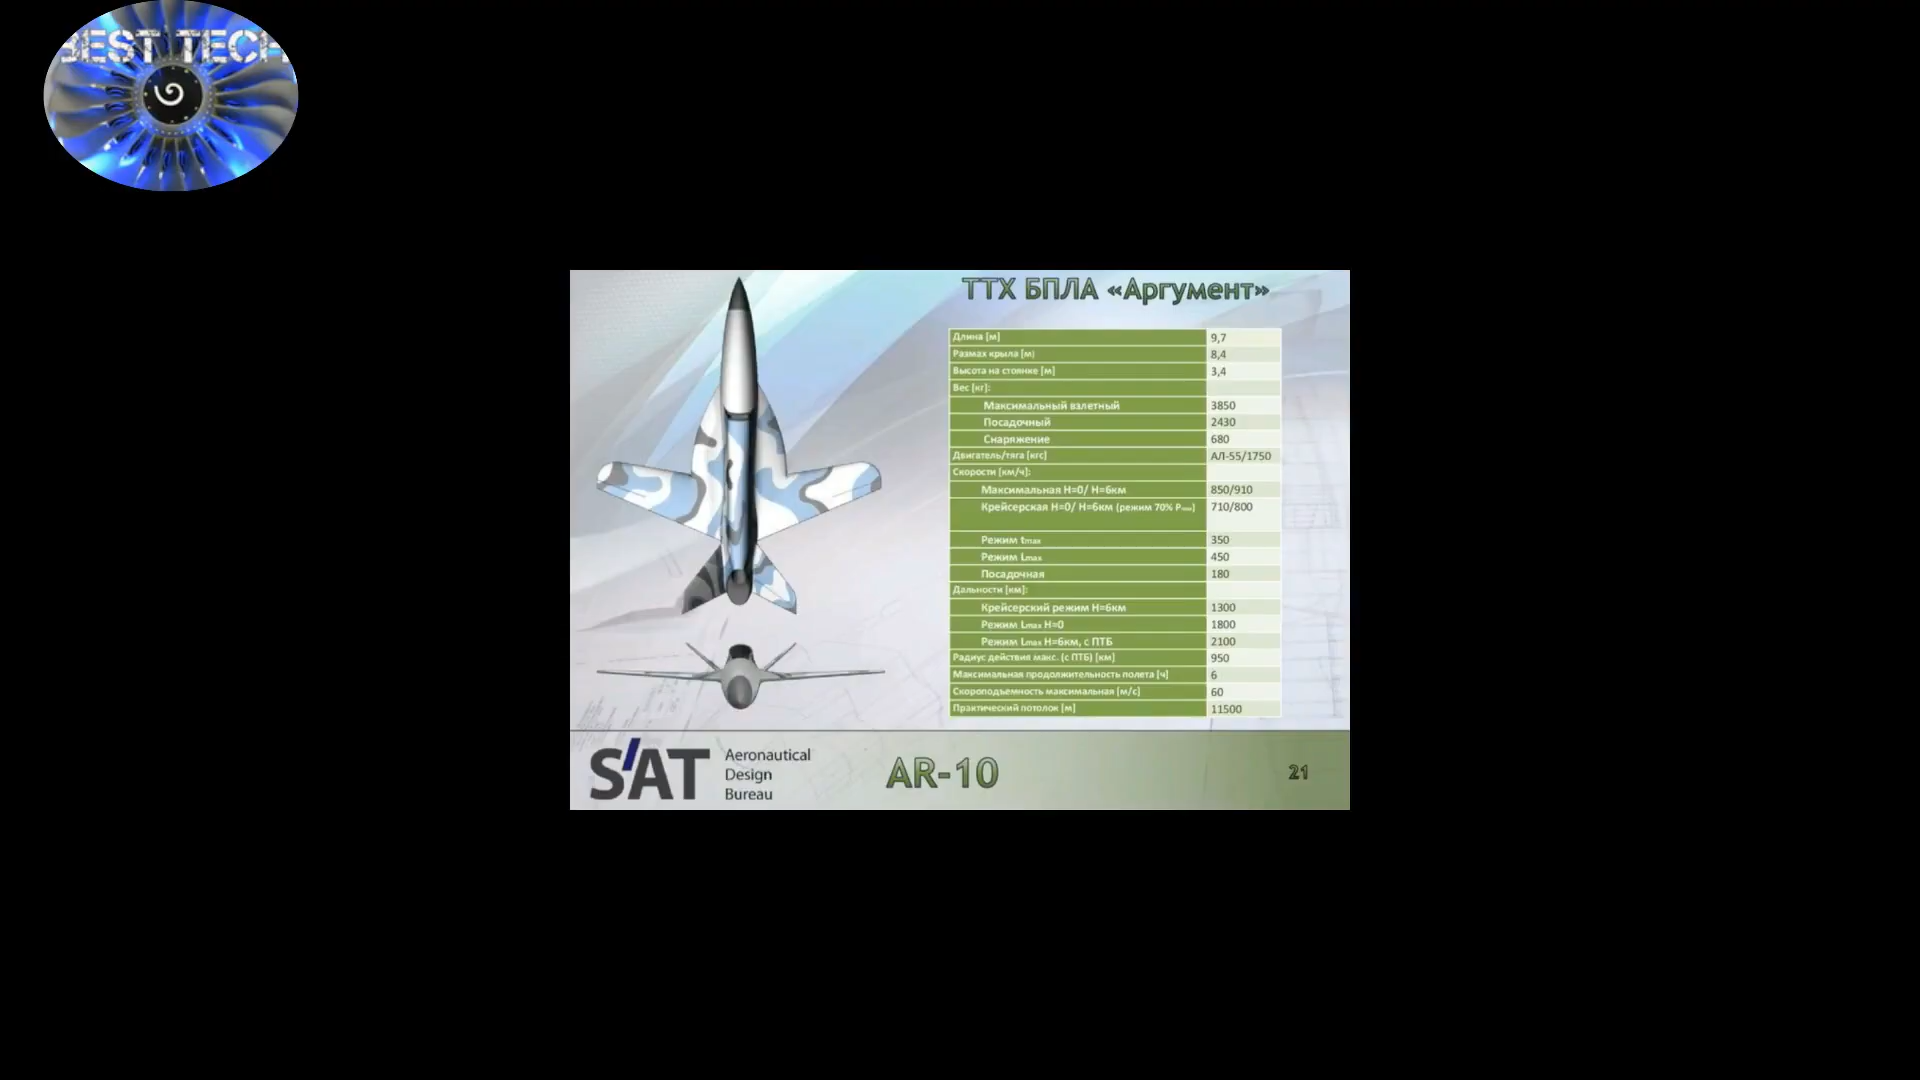 BEST TECH
ТТХ БПЛА «Аргумент»
Длина [м] 9,7
Размах крыла [м] 8,4
Высота на стоянке [м] 3,4
Вес [кг]:
Максимальный взлетный 3850
Посадочный 2430
Снаряжение 680
Двигатель/тяга [кгс] АЛ-55/1750
Скорости [км/ч]:
Максимальная H=0/ H=6км 850/910
Крейсерская H=0/ H=6км (режим 70% 710/800
Режим tmax 350
Режим Lmax 450
Посадочная 180
Дальности [км]:
Крейсерский режим H=6км 1300
Режим Lmax H=0 1800
Режим Lmax H=6км, с ПТБ 2100
Радиус действия макс. (с ПТБ) [км] 950
Максимальная продолжительность полета [ч] 6
Скороподъемность максимальная [м/с] 60
Практический потолок [м] 11500
SAT
Aeronautical
Design
Bureau
AR-10
21